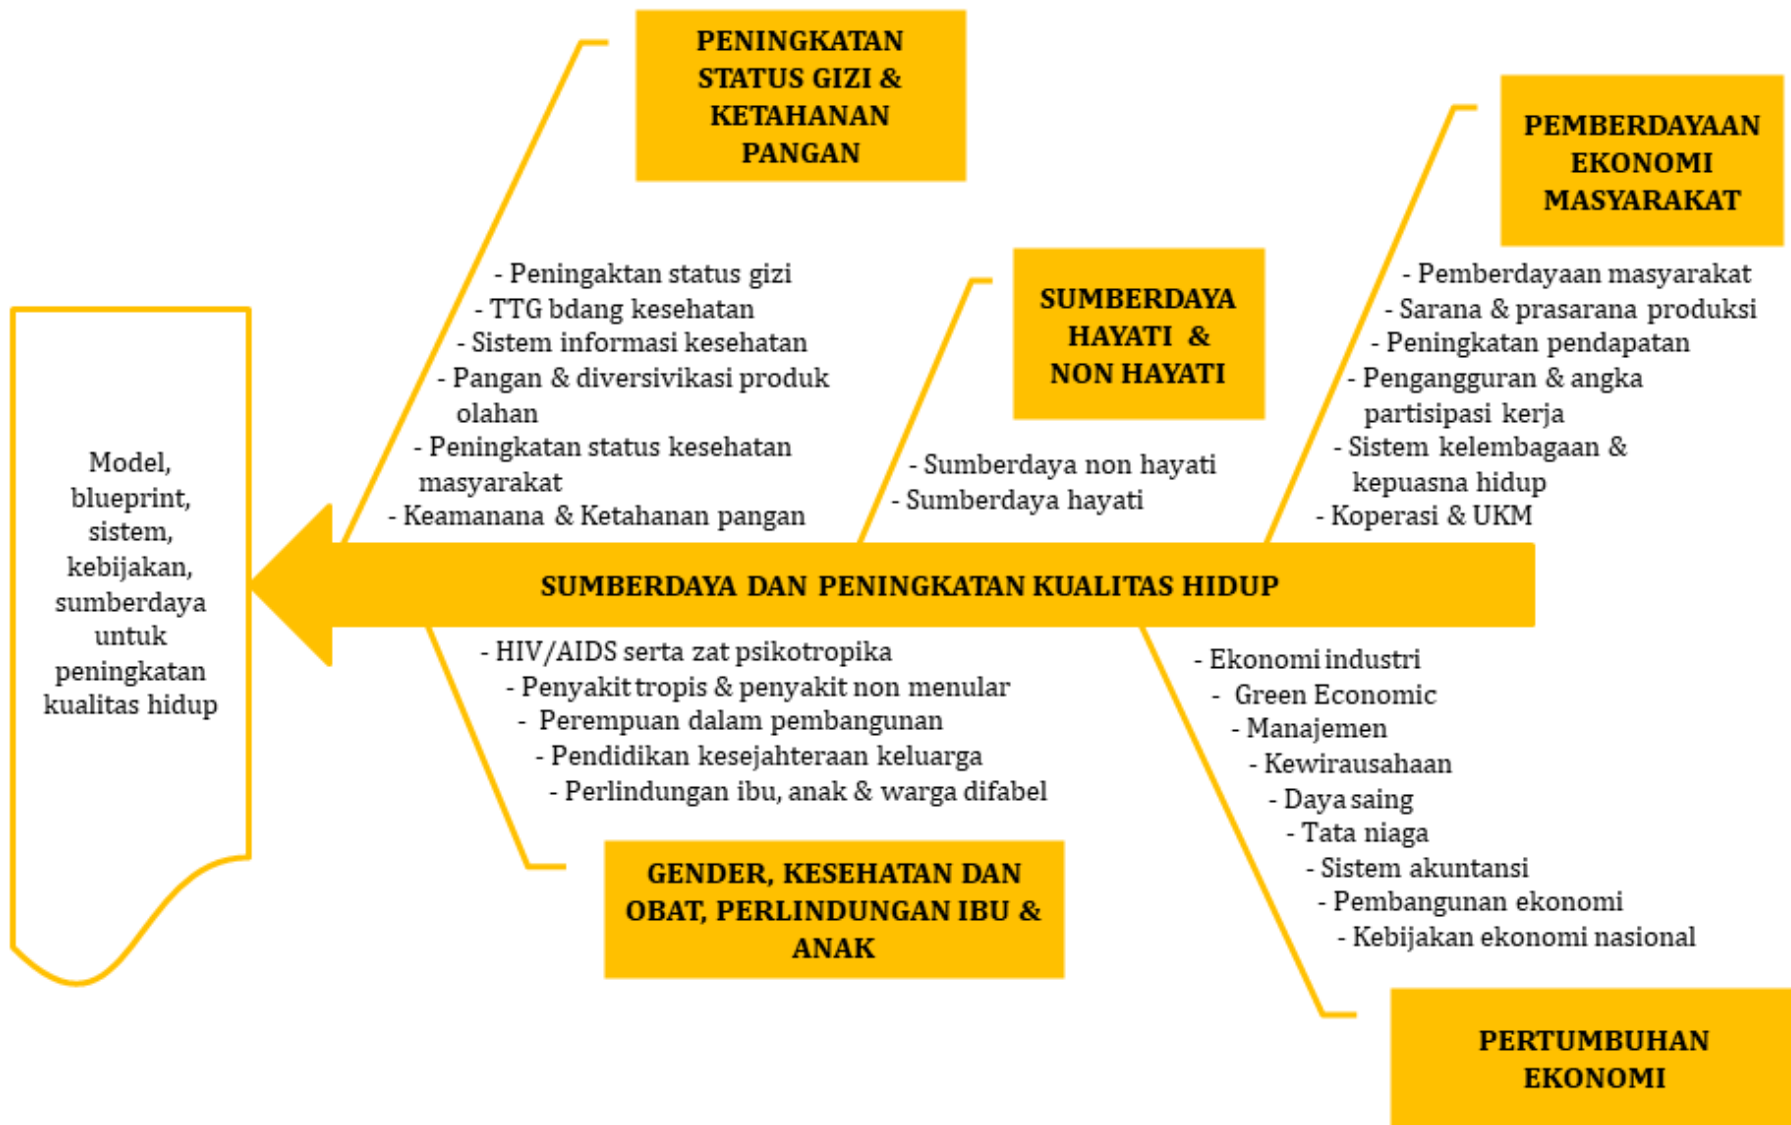 PENINGKATAN
STATUS GIZI &
KETAHANAN
PANGAN
- Peningaktan status gizi
- TTG bdang kesehatan
- Sistem informasi kesehatan
- Pangan & diversivikasi produk
olahan
- Peningkatan status kesehatan
masyarakat
- Keamanana & Ketahanan pangan
SUMBERDAYA
HAYATI &
NON HAYATI
- Sumberdaya non hayati
- Sumberdaya hayati
PEMBERDAYAAN
EKONOMI
MASYARAKAT
- Pemberdayaan masyarakat
- Sarana & prasarana produksi
- Peningkatan pendapatan
- Pengangguran & angka
partisipasi kerja
- Sistem kelembagaan &
kepuasna hidup
- Koperasi & UKM
Model,
blueprint,
sistem,
kebijakan,
sumberdaya
untuk
peningkatan
kualitas hidup
SUMBERDAYA DAN PENINGKATAN KUALITAS HIDUP
- HIV/AIDS serta zat psikotropika
- Penyakit tropis & penyakit non menular
- Perempuan dalam pembangunan
- Pendidikan kesejahteraan keluarga
- Perlindungan ibu, anak & warga difabel
GENDER, KESEHATAN DAN
OBAT, PERLINDUNGAN IBU &
ANAK
- Ekonomi industri
- Green Economic
- Manajemen
- Kewirausahaan
- Daya saing
- Tata niaga
- Sistem akuntansi
- Pembangunan ekonomi
- Kebijakan ekonomi nasional
PERTUMBUHAN
EKONOMI